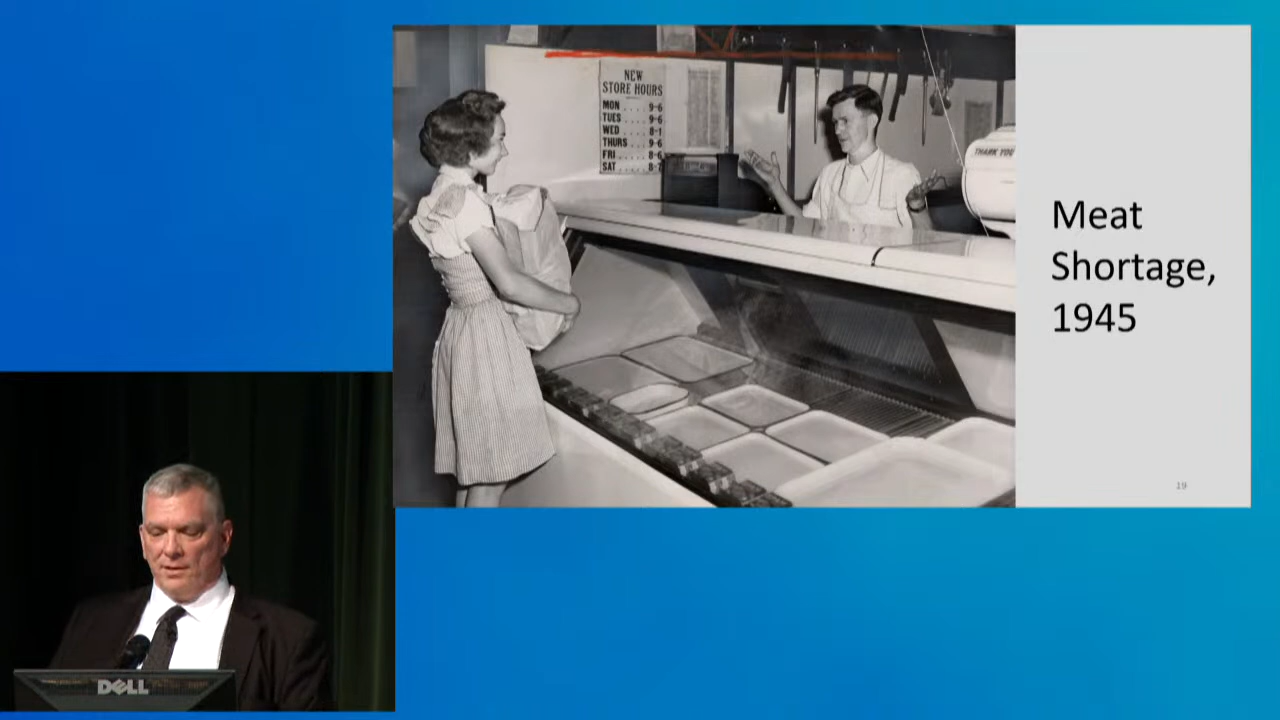 NEW
STORE HOURS
MON .... 9-6
TUES .... 9-6
WED .... 8-1
THURS ... 9-6
FRI .... 8-6
SAT ....
THANK YOU
Meat
Shortage,
1945
19
DELL